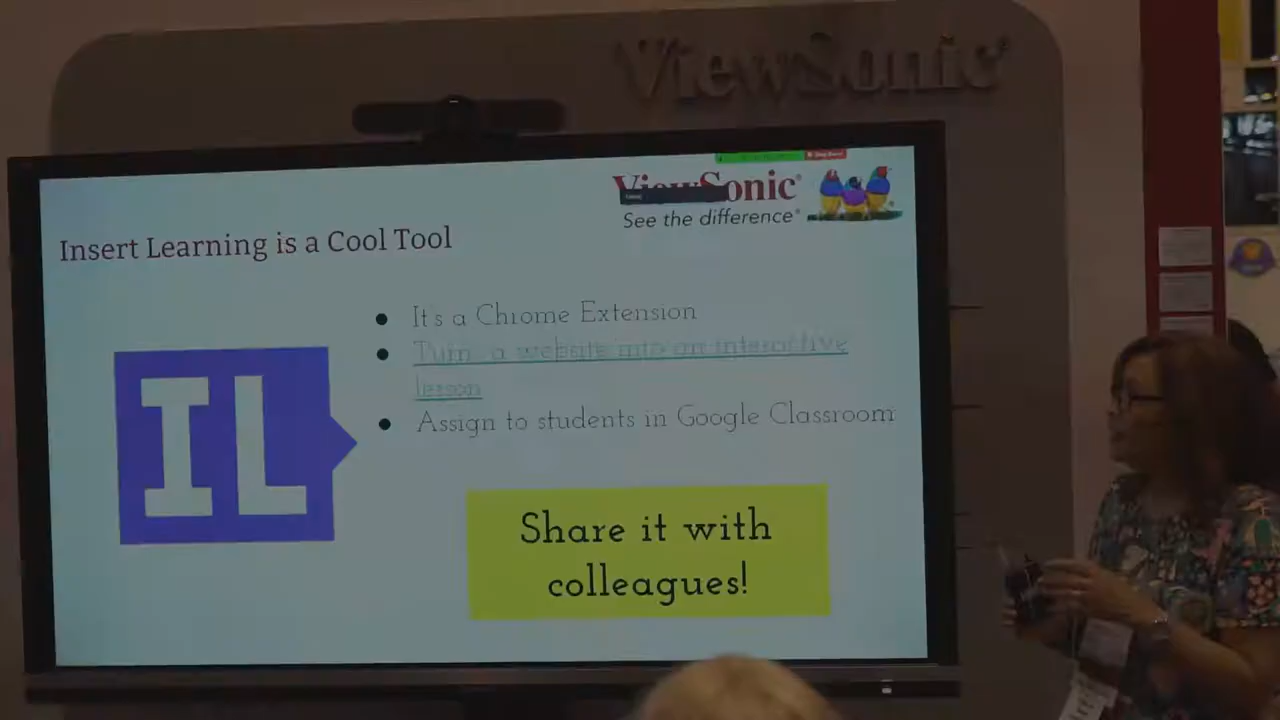 ViewSonic
ViewSonic
See the difference
Insert Learning is a Cool Tool
It's a Chrome Extension
Turn a website into an interactive
lesson
Assign to students in Google Classroom
IL
Share it with
colleagues!